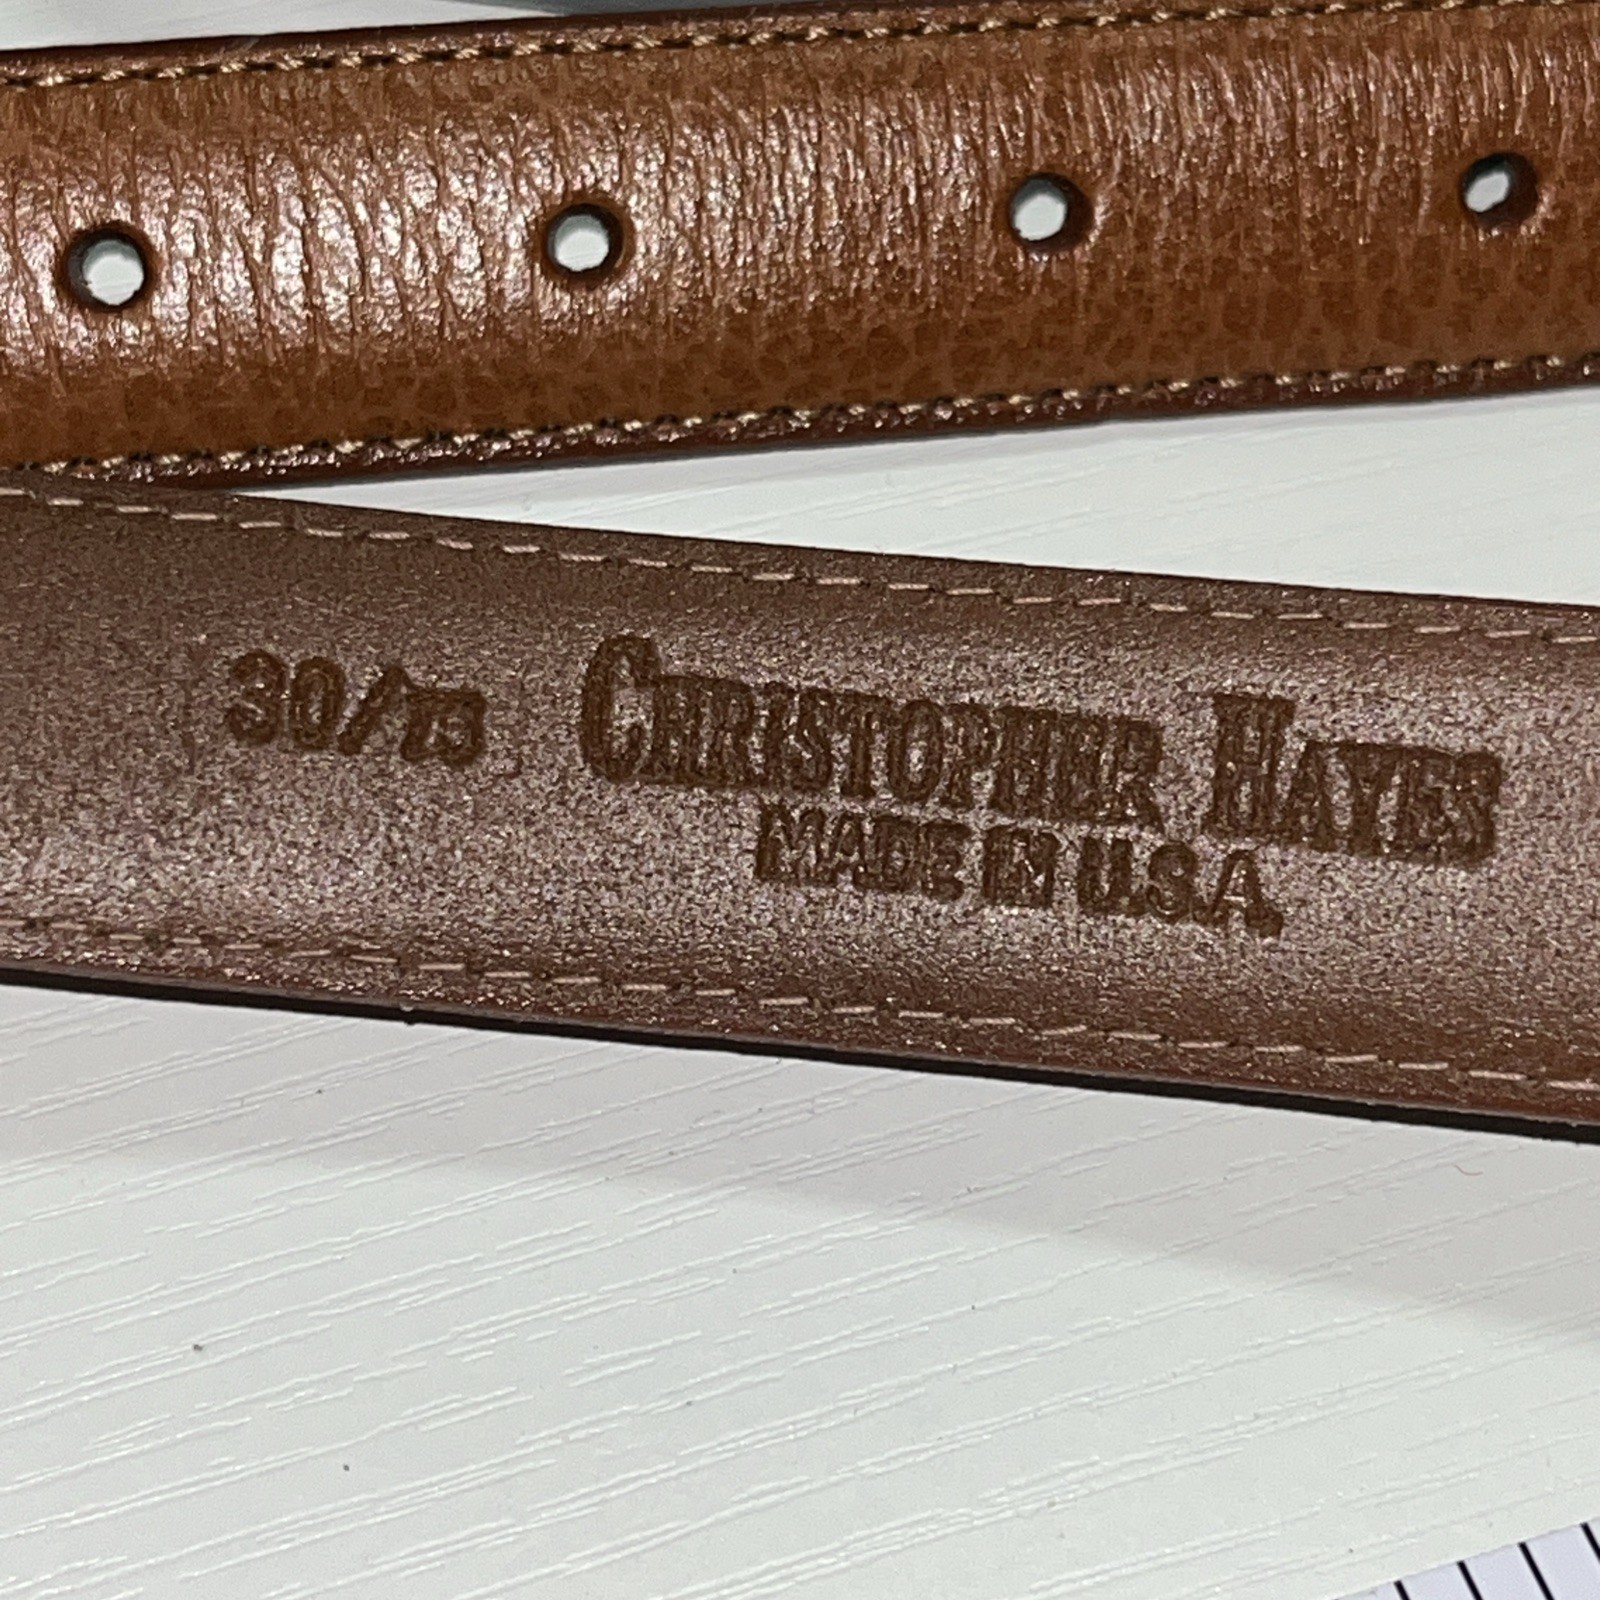 30/75 CHRISTOPHER HAYES
MADE IN U.S.A.